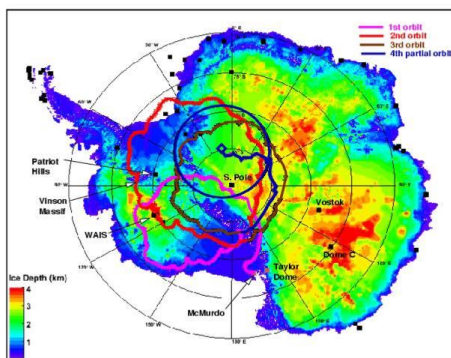 1st orbit
2nd orbit
3rd orbit
4th partial orbit
Patriot
Hills
Vinson
Massif
WAIS
S. Pole
Vostok
Dome C
Taylor
Dome
McMurdo
Ice Depth (km)
4
3
2
1